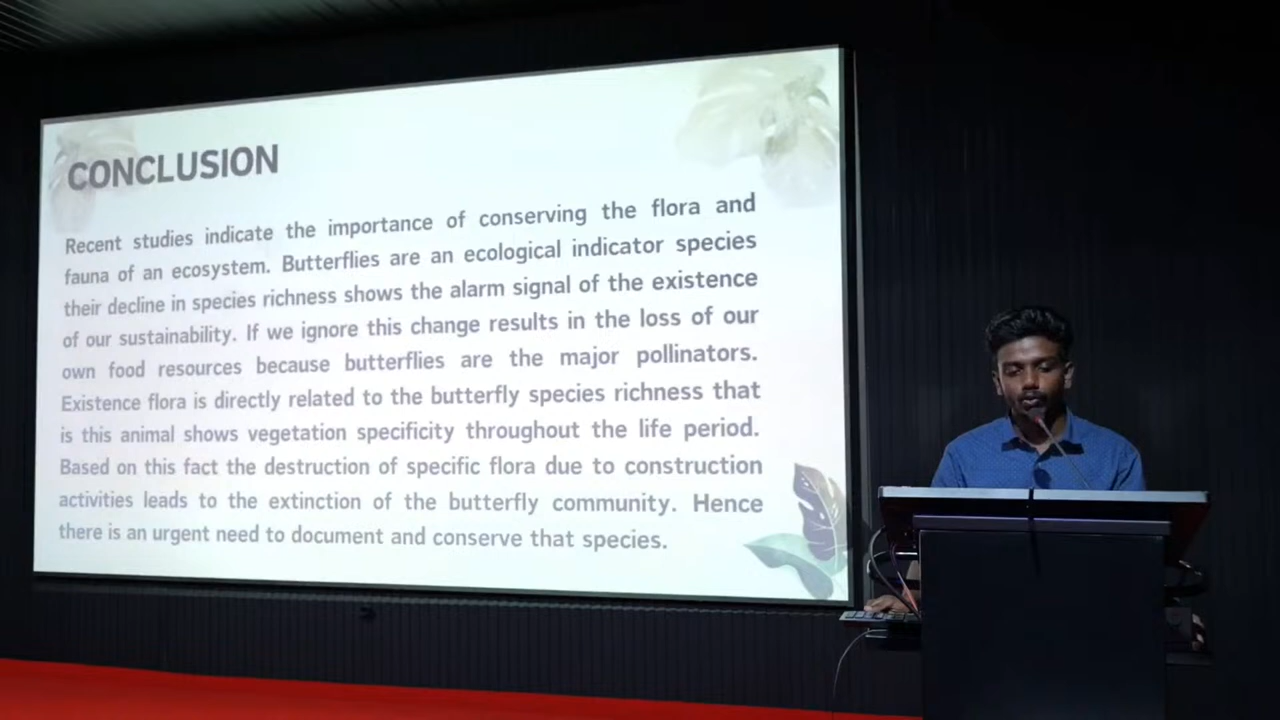 CONCLUSION
Recent studies indicate the importance of conserving the flora and
fauna of an ecosystem. Butterflies are an ecological indicator species
their decline in species richness shows the alarm signal of the existence
of our sustainability. If we ignore this change results in the loss of our
own food resources because butterflies are the major pollinators.
Existence flora is directly related to the butterfly species richness that
is this animal shows vegetation specificity throughout the life period.
Based on this fact the destruction of specific flora due to construction
activities leads to the extinction of the butterfly community. Hence
there is an urgent need to document and conserve that species.